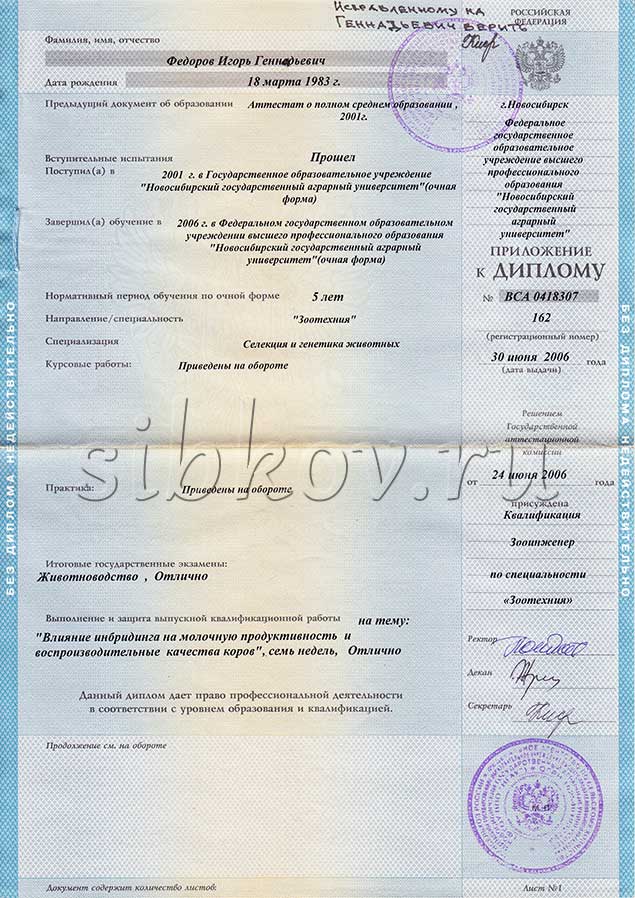 Исправленному на
Геннадьевич верить
РОССИЙСКАЯ
ФЕДЕРАЦИЯ
Фамилия, имя, отчество
Федоров Игорь Геннадьевич
Дата рождения
18 марта 1983 г.
Предыдущий документ об образовании
Аттестат о полном среднем образовании ,
2001г.
Вступительные испытания
Прошел
Поступил(а) в
2001 г. в Государственное образовательное учреждение
"Новосибирский государственный аграрный университет"(очная
форма)
Завершил(а) обучение в
2006 г. в Федеральном государственном образовательном
учреждении высшего профессионального образования
"Новосибирский государственный аграрный
университет"(очная форма)
Нормативный период обучения по очной форме
5 лет
Направление/специальность
"Зоотехния"
Специализация
Селекция и генетика животных
Курсовые работы:
Приведены на обороте
Практика:
Приведены на обороте
Итоговые государственные экзамены:
Животноводство , Отлично
Выполнение и защита выпускной квалификационной работы
на тему:
"Влияние инбридинга на молочную продуктивность и
воспроизводительные качества коров", семь недель, Отлично
Данный диплом дает право профессиональной деятельности
в соответствии с уровнем образования и квалификацией.
Продолжение см. на обороте
Документ содержит количество листов:
г.Новосибирск
Федеральное
государственное
образовательное
учреждение высшего
профессионального
образования
"Новосибирский
государственный
аграрный
университет"
ПРИЛОЖЕНИЕ
к ДИПЛОМУ
№ ВСА 0418307
162
(регистрационный номер)
30 июня 2006 года
(дата выдачи)
Решением
Государственной
аттестационной
комиссии
от 24 июня 2006 года
присуждена
Квалификация
Зооинженер
по специальности
«Зоотехния»
Ректор
Декан
Секретарь
М.П.
Лист №1
БЕЗ ДИПЛОМА НЕДЕЙСТВИТЕЛЬНО
БЕЗ ДИПЛОМА НЕДЕЙСТВИТЕЛЬНО
sibkov.ru